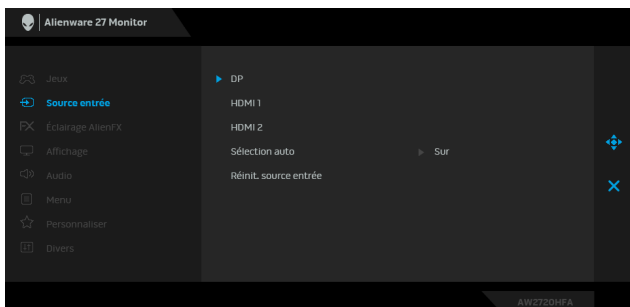 Alienware 27 Monitor
Jeux
Source entrée
Éclairage AlienFX
Affichage
Audio
Menu
Personnaliser
Divers
DP
HDMI 1
HDMI 2
Sélection auto Sur
Réinit. source entrée
AW2720HFA